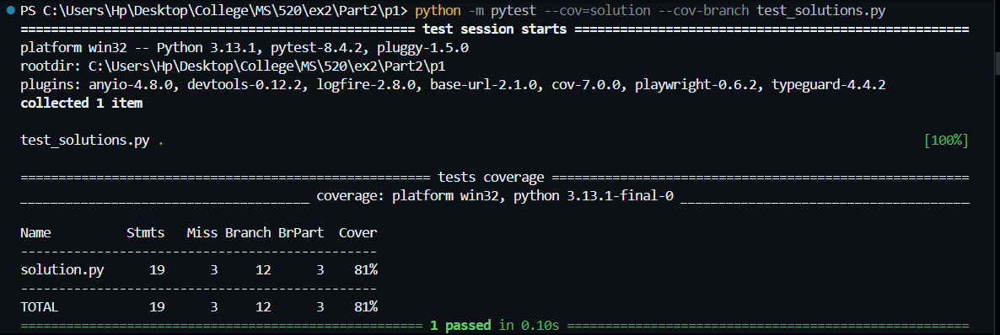 PS C:\Users\Hp\Desktop\College\MS\520\ex2\Part2\p1> python -m pytest --cov=solution --cov-branch test_solutions.py
================================================== test session starts ==================================================
platform win32 -- Python 3.13.1, pytest-8.4.2, pluggy-1.5.0
rootdir: C:\Users\Hp\Desktop\College\MS\520\ex2\Part2\p1
plugins: anyio-4.8.0, devtools-0.12.2, logfire-2.8.0, base-url-2.1.0, cov-7.0.0, playwright-0.6.2, typeguard-4.4.2
collected 1 item
test_solutions.py . [100%]
==================================================== tests coverage =====================================================
____________________________________ coverage: platform win32, python 3.13.1-final-0 ____________________________________
Name Stmts Miss Branch BrPart Cover
-----------------------------------------------
solution.py 19 3 12 3 81%
-----------------------------------------------
TOTAL 19 3 12 3 81%
=================================================== 1 passed in 0.10s ===================================================